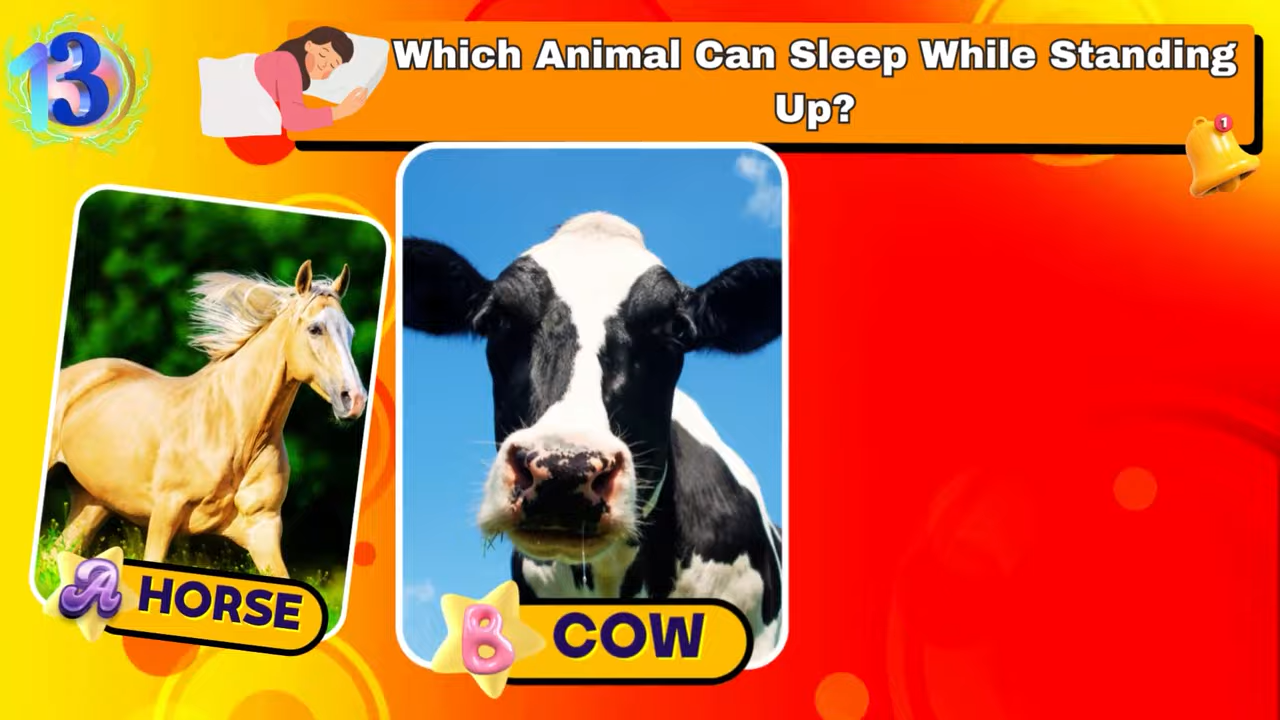 13
Which Animal Can Sleep While Standing
Up?
1
A HORSE
B COW